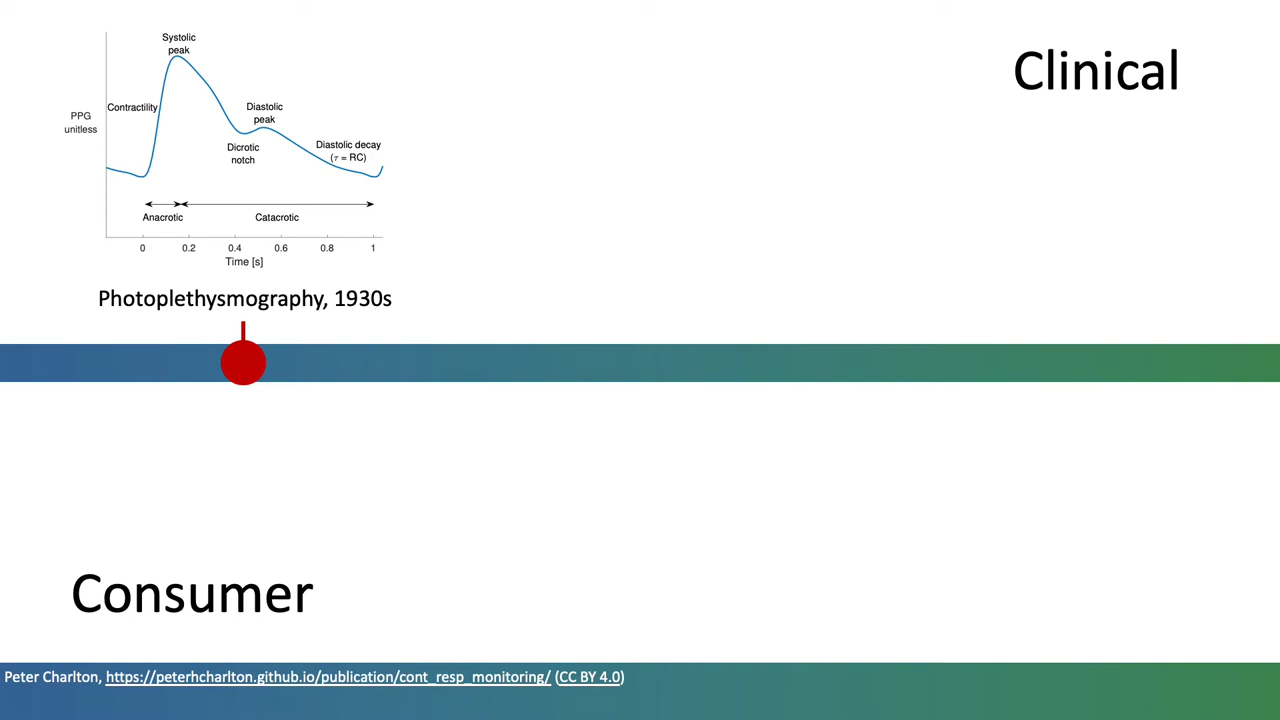 Systolic
peak
Clinical
Contractility
PPG
unitless
Diastolic
peak
Dicrotic
notch
Diastolic decay
(τ = RC)
Anacrotic
Catacrotic
0 0.2 0.4 0.6 0.8 1
Time [s]
Photoplethysmography, 1930s
Consumer
Peter Charlton, https://peterhcharlton.github.io/publication/cont_resp_monitoring/ (CC BY 4.0)